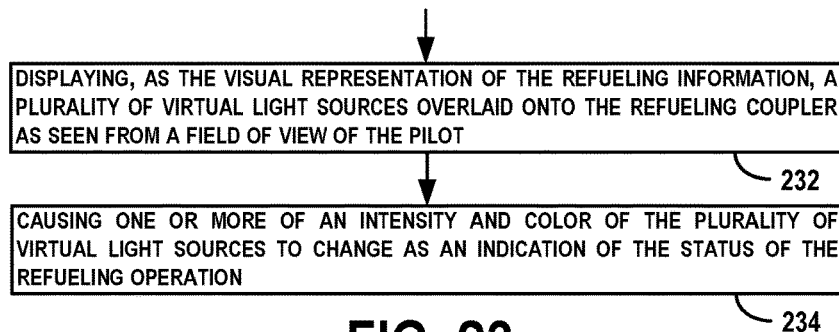 DISPLAYING, AS THE VISUAL REPRESENTATION OF THE REFUELING INFORMATION, A
PLURALITY OF VIRTUAL LIGHT SOURCES OVERLAID ONTO THE REFUELING COUPLER
AS SEEN FROM A FIELD OF VIEW OF THE PILOT
232
CAUSING ONE OR MORE OF AN INTENSITY AND COLOR OF THE PLURALITY OF
VIRTUAL LIGHT SOURCES TO CHANGE AS AN INDICATION OF THE STATUS OF THE
REFUELING OPERATION
234